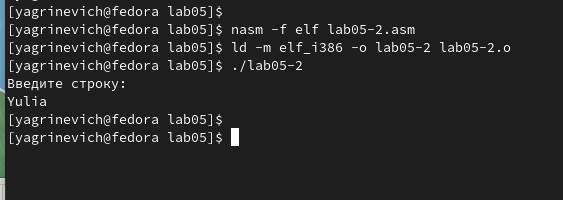 [yagrinevich@fedora lab05]$
[yagrinevich@fedora lab05]$ nasm -f elf lab05-2.asm
[yagrinevich@fedora lab05]$ ld -m elf_i386 -o lab05-2 lab05-2.o
[yagrinevich@fedora lab05]$ ./lab05-2
Введите строку:
Yulia
[yagrinevich@fedora lab05]$
[yagrinevich@fedora lab05]$